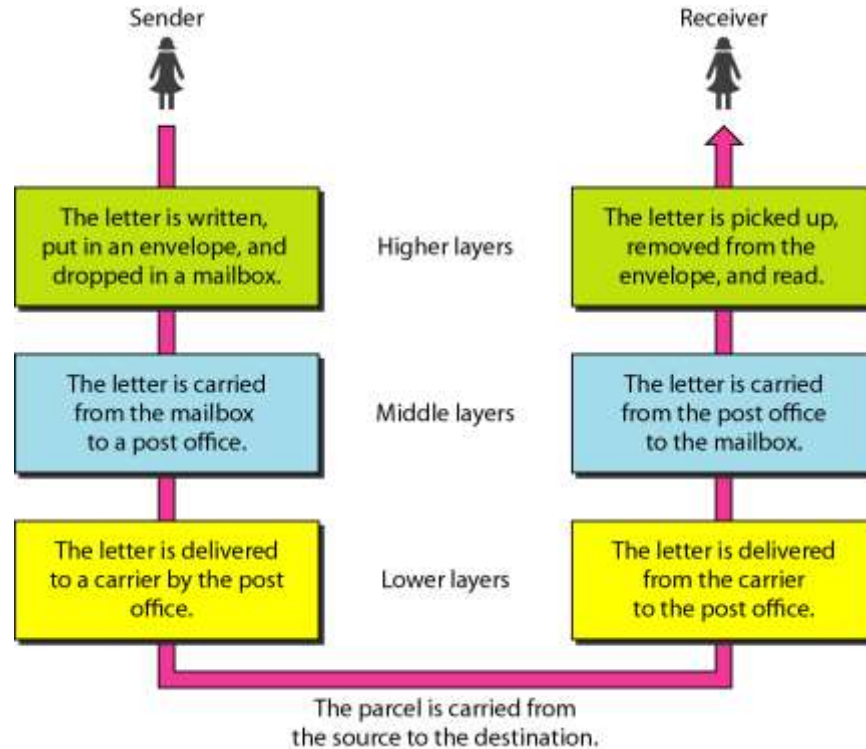 Sender
Receiver
The letter is written,
put in an envelope, and
dropped in a mailbox.
Higher layers
The letter is picked up,
removed from the
envelope, and read.
The letter is carried
from the mailbox
to a post office.
Middle layers
The letter is carried
from the post office
to the mailbox.
The letter is delivered
to a carrier by the post
office.
Lower layers
The letter is delivered
from the carrier
to the post office.
The parcel is carried from
the source to the destination.